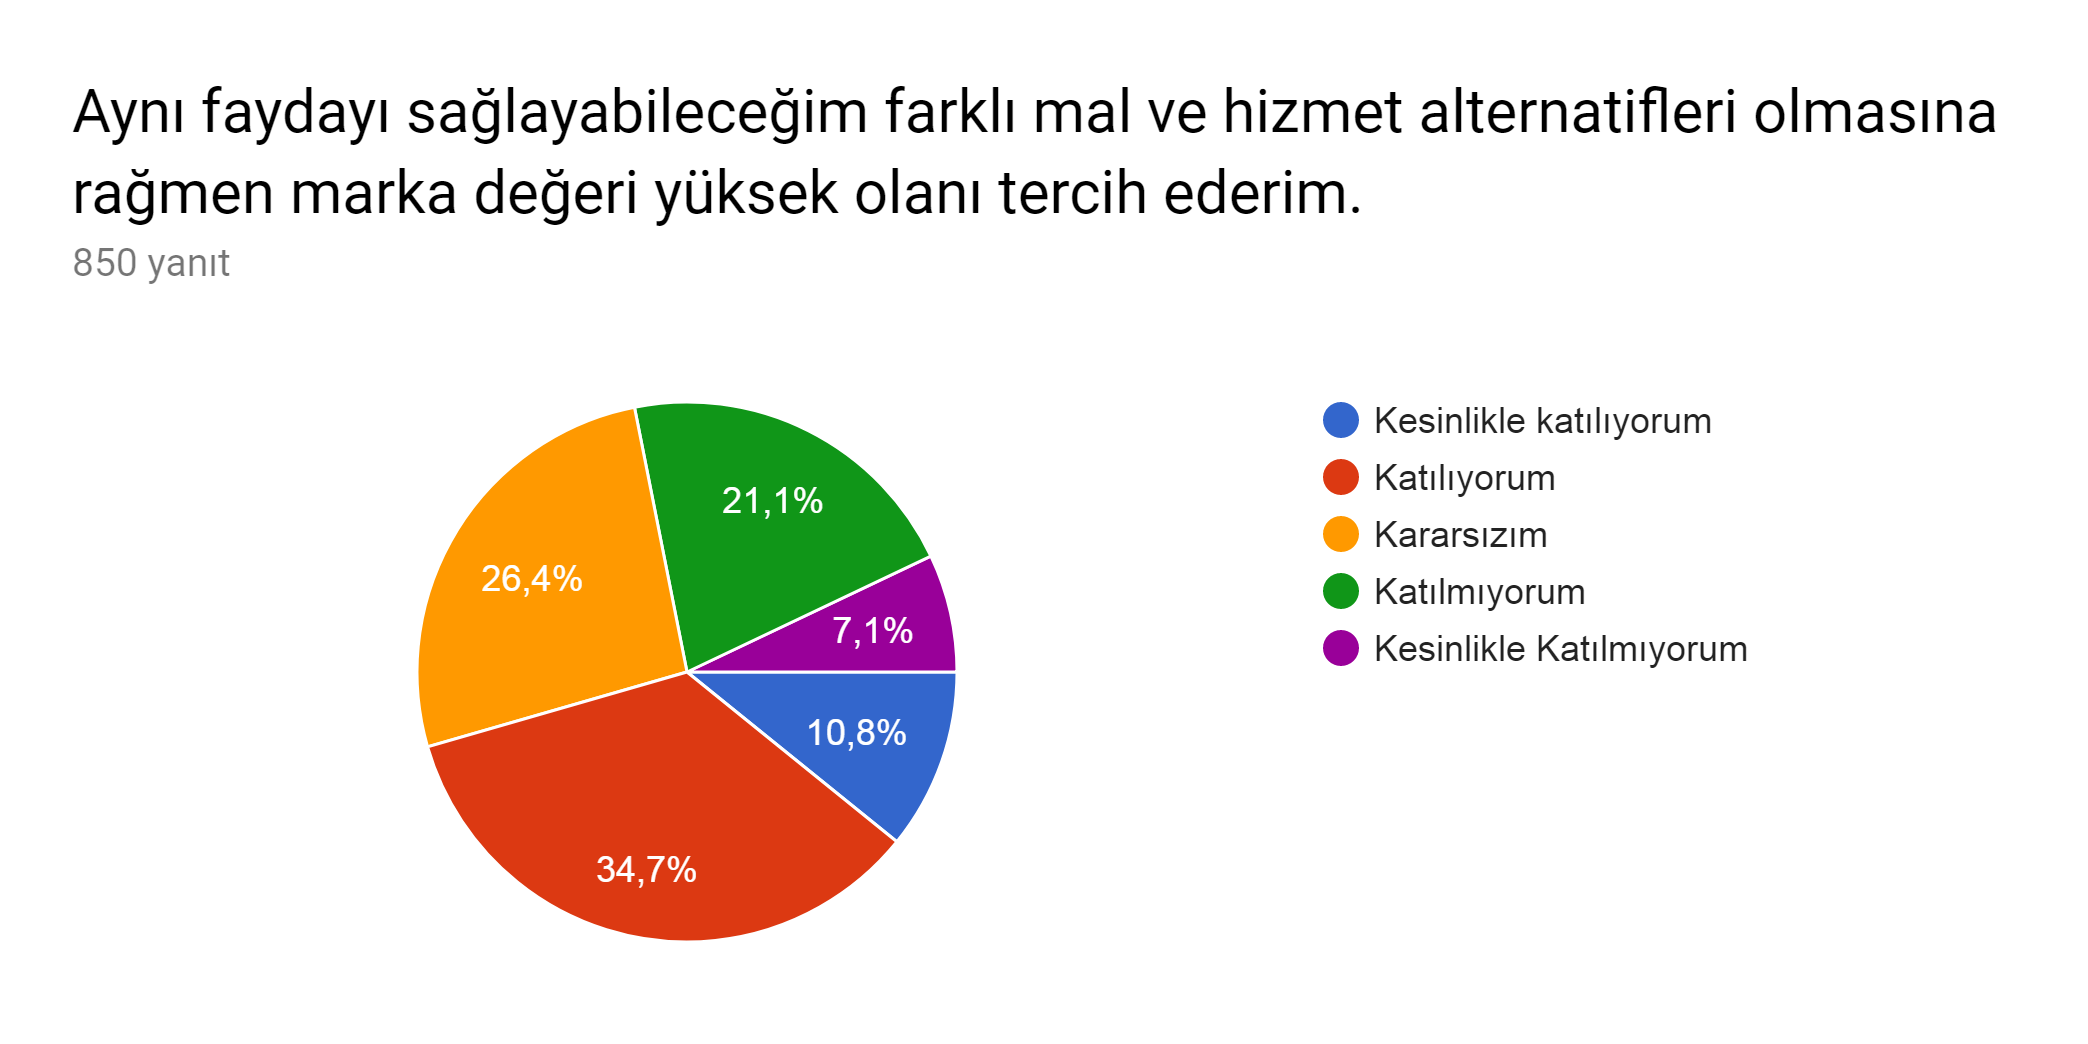 Aynı faydayı sağlayabileceğim farklı mal ve hizmet alternatifleri olmasına
rağmen marka değeri yüksek olanı tercih ederim.
850 yanıt
21,1%
26,4%
7,1%
10,8%
34,7%
Kesinlikle katılıyorum
Katılıyorum
Kararsızım
Katılmıyorum
Kesinlikle Katılmıyorum